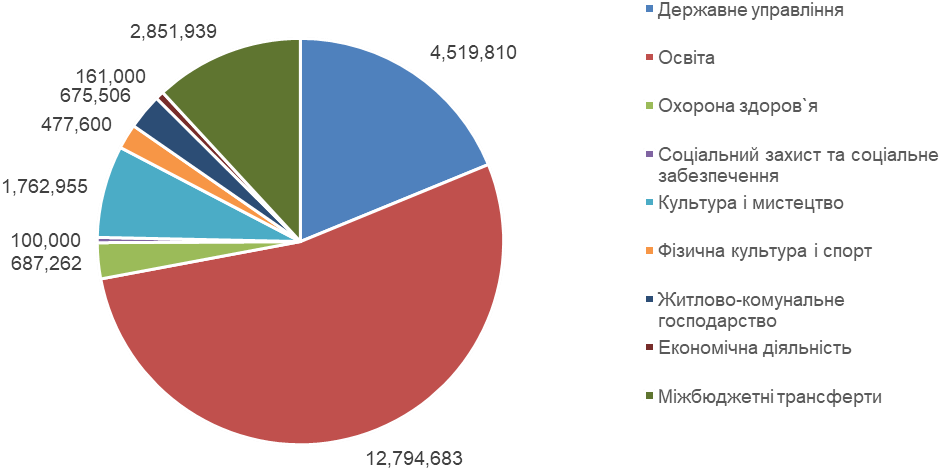 2,851,939
4,519,810
161,000
675,506
477,600
1,762,955
100,000
687,262
12,794,683
Державне управління
Освіта
Охорона здоров`я
Соціальний захист та соціальне
забезпечення
Культура і мистецтво
Фізична культура і спорт
Житлово-комунальне
господарство
Економічна діяльність
Міжбюджетні трансферти